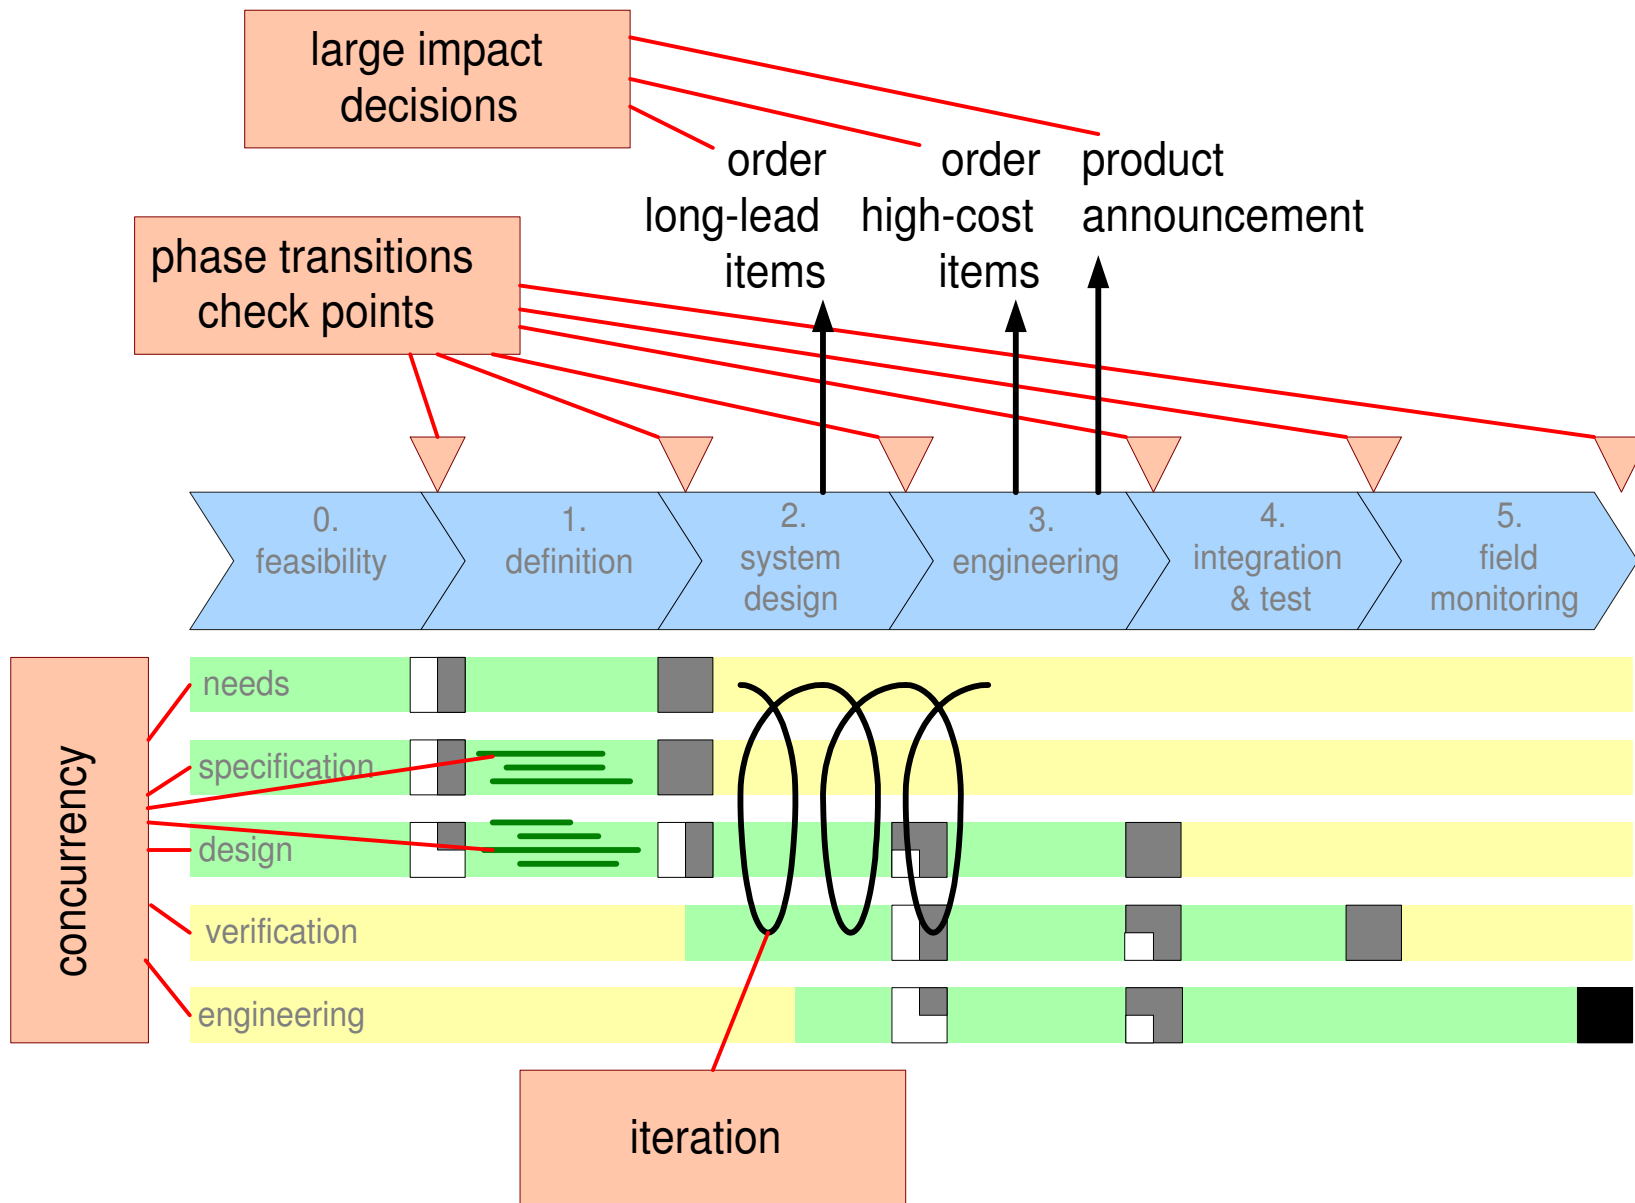 large impact
decisions
order
long-lead
items
order
high-cost
items
product
announcement
phase transitions
check points
0.
feasibility
1.
definition
2.
system
design
3.
engineering
4.
integration
& test
5.
field
monitoring
concurrency
needs
specification
design
verification
engineering
iteration